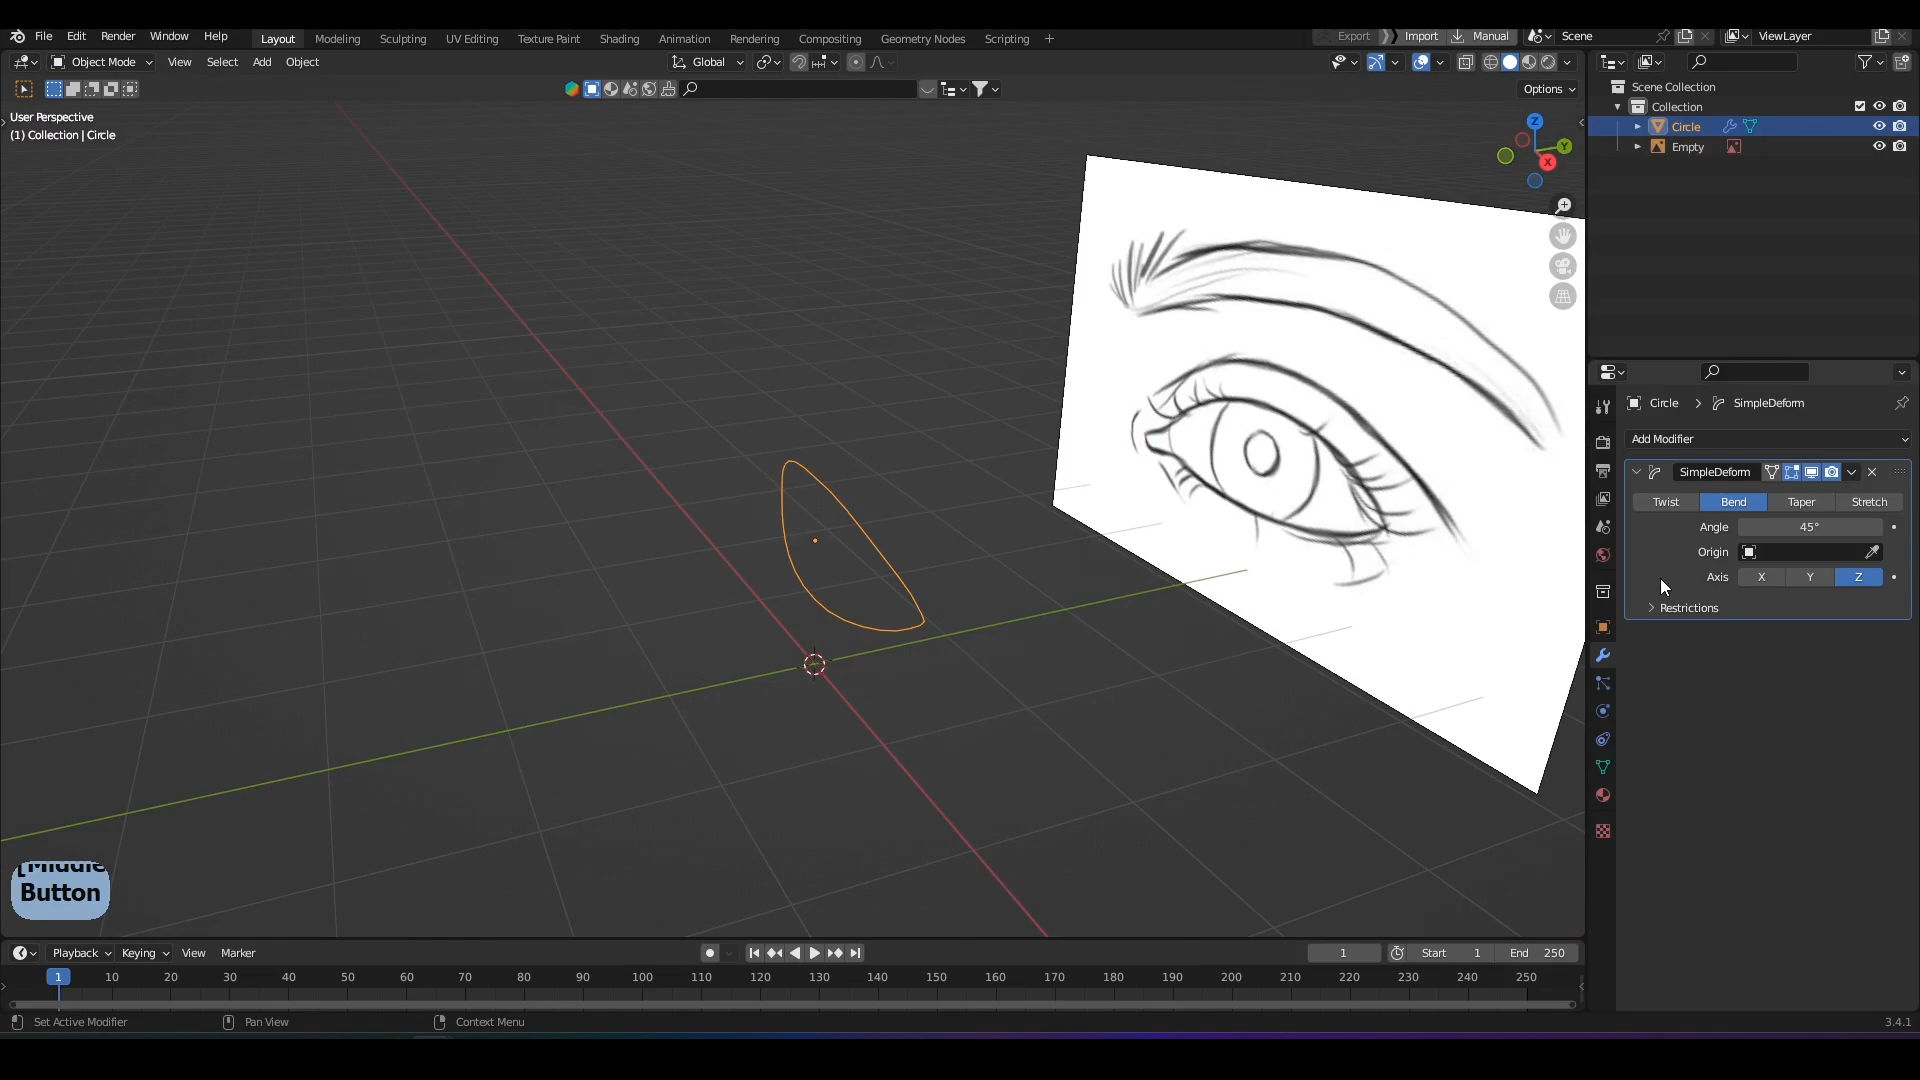 File Edit Render Window Help Layout Modeling Sculpting UV Editing Texture Paint Shading Animation Rendering Compositing Geometry Nodes Scripting + Export Import Manual Scene ViewLayer
Object Mode View Select Add Object Global
Options
User Perspective
(1) Collection | Circle
Z
Y
X
Scene Collection
Collection
Circle
Empty
Circle > SimpleDeform
Add Modifier
SimpleDeform
Twist Bend Taper Stretch
Angle 45°
Origin
Axis X Y Z
Restrictions
[Middle
Button
Playback Keying View Marker 1 Start 1 End 250
1 10 20 30 40 50 60 70 80 90 100 110 120 130 140 150 160 170 180 190 200 210 220 230 240 250
Set Active Modifier Pan View Context Menu 3.4.1